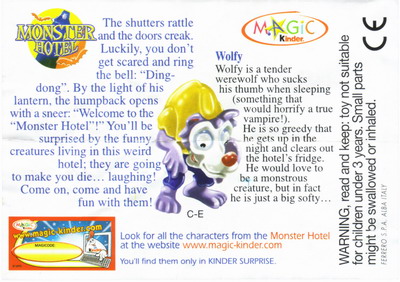 MONSTER
HOTEL
The shutters rattle
and the doors creak.
Luckily, you don't
get scared and ring
the bell: “Ding-
dong”. By the light of his
lantern, the humpback opens
with a sneer: “Welcome to the
“Monster Hotel”!” You'll be
surprised by the funny
creatures living in this weird
hotel; they are going
to make you die... laughing!
Come on, come and have
fun with them!
MAGiC
Kinder
Wolfy
Wolfy is a tender
werewolf who sucks
his thumb when sleeping
(something that
would horrify a true
vampire!).
He is so greedy that
he gets up in the
night and clears out
the hotel's fridge.
He would love to
be a monstrous
creature, but in fact
he is just a big softy...
C-E
MAGiC
www.magic-kinder.com
MAGICODE
Look for all the characters from the Monster Hotel
at the website www.magic-kinder.com
You'll find them only in KINDER SURPRISE.
CE
WARNING, read and keep: toy not suitable
for children under 3 years. Small parts
might be swallowed or inhaled.
FERRERO S.P.A. ALBA ITALY